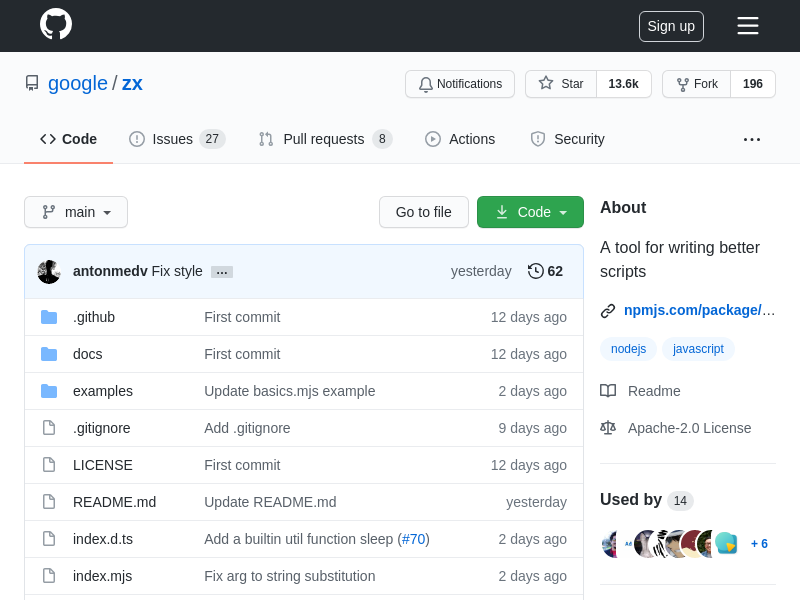 Sign up
google / zx
Notifications
Star 13.6k
Fork 196
Code
Issues 27
Pull requests 8
Actions
Security
main
Go to file
Code
antonmedv Fix style …
yesterday
62
.github First commit 12 days ago
docs First commit 12 days ago
examples Update basics.mjs example 2 days ago
.gitignore Add .gitignore 9 days ago
LICENSE First commit 12 days ago
README.md Update README.md yesterday
index.d.ts Add a builtin util function sleep (#70) 2 days ago
index.mjs Fix arg to string substitution 2 days ago
About
A tool for writing better
scripts
npmjs.com/package/…
nodejs javascript
Readme
Apache-2.0 License
Used by 14
+ 6